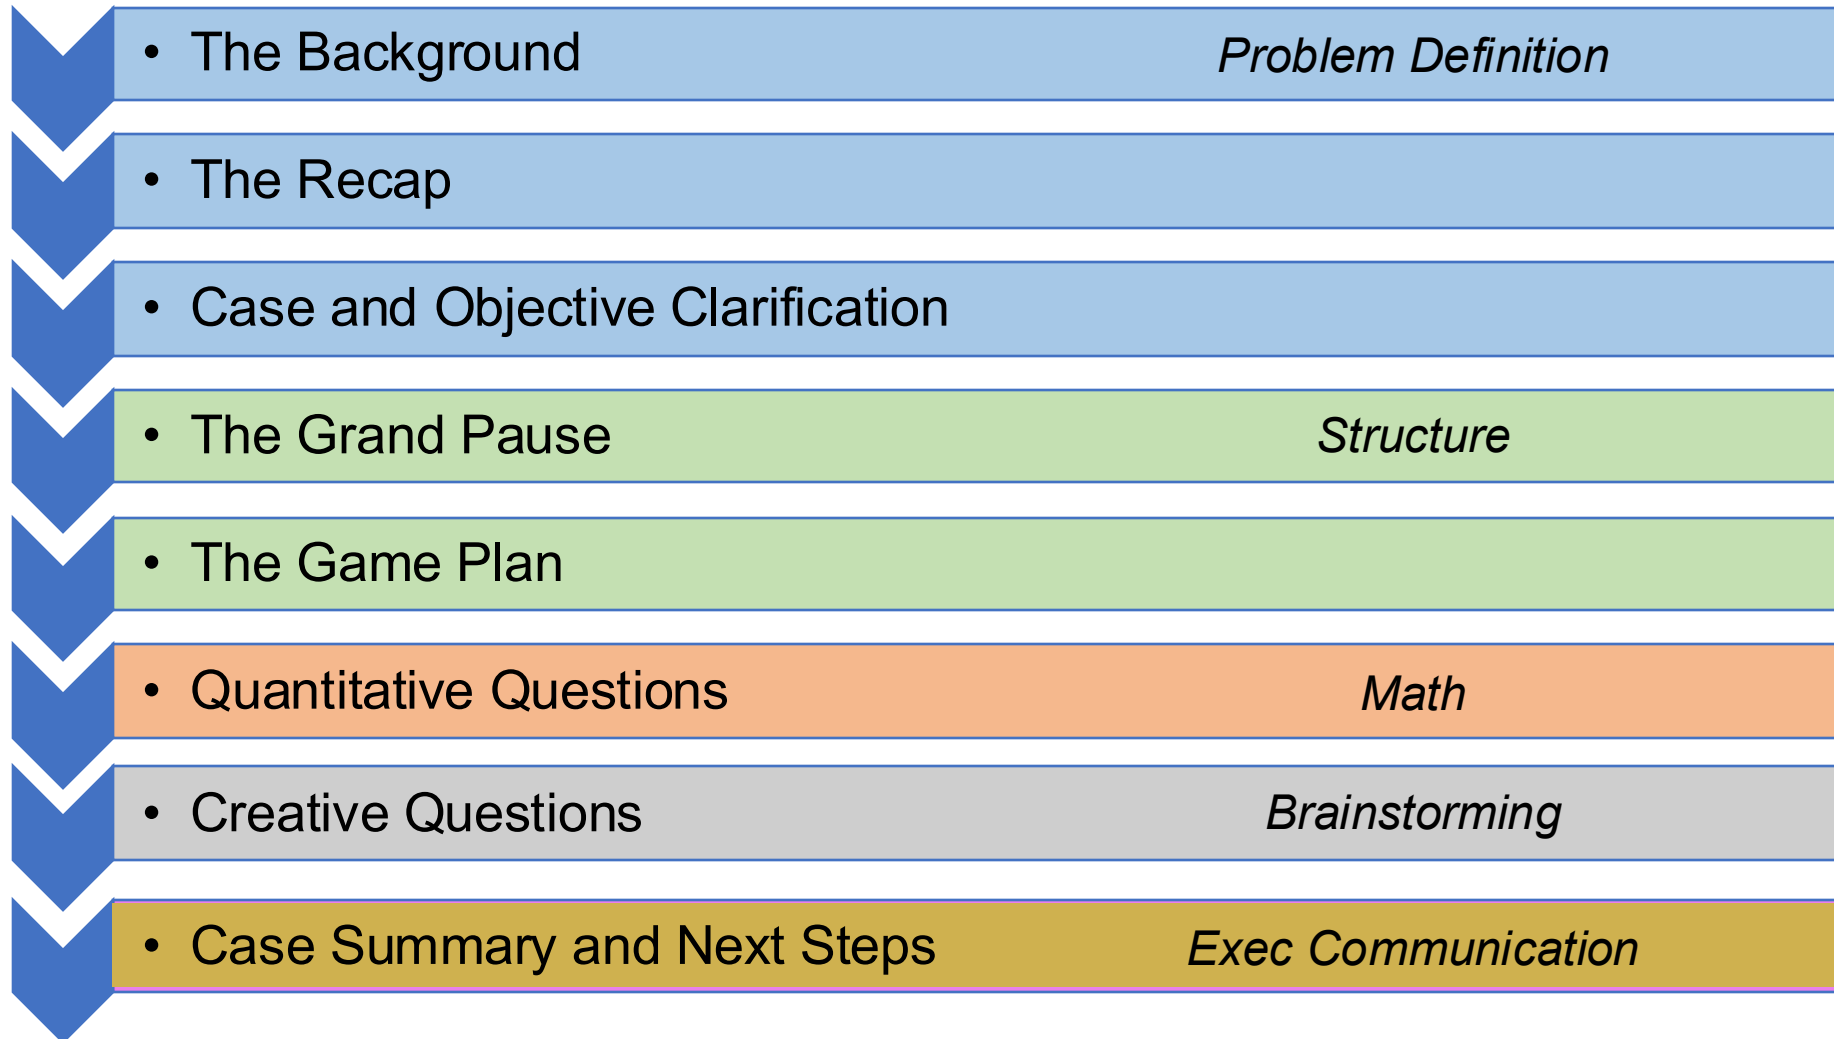 • The Background Problem Definition
• The Recap
• Case and Objective Clarification
• The Grand Pause Structure
• The Game Plan
• Quantitative Questions Math
• Creative Questions Brainstorming
• Case Summary and Next Steps Exec Communication